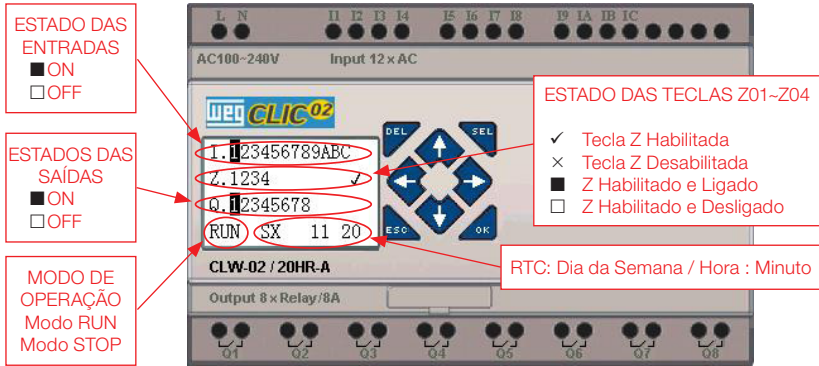 ESTADO DAS
ENTRADAS
■ ON
□ OFF
ESTADOS DAS
SAÍDAS
■ ON
□ OFF
MODO DE
OPERAÇÃO
Modo RUN
Modo STOP
L N I1 I2 I3 I4 I5 I6 I7 I8 I9 IA IB IC
AC100~240V Input 12 x AC
WEG CLIC02
DEL SEL
ESC OK
I.123456789ABC
Z.1234 ✓
Q.12345678
RUN SX 11 20
CLW-02 / 20HR-A
Output 8 x Relay/8A
Q1 Q2 Q3 Q4 Q5 Q6 Q7 Q8
ESTADO DAS TECLAS Z01~Z04
✓ Tecla Z Habilitada
× Tecla Z Desabilitada
■ Z Habilitado e Ligado
□ Z Habilitado e Desligado
RTC: Dia da Semana / Hora : Minuto